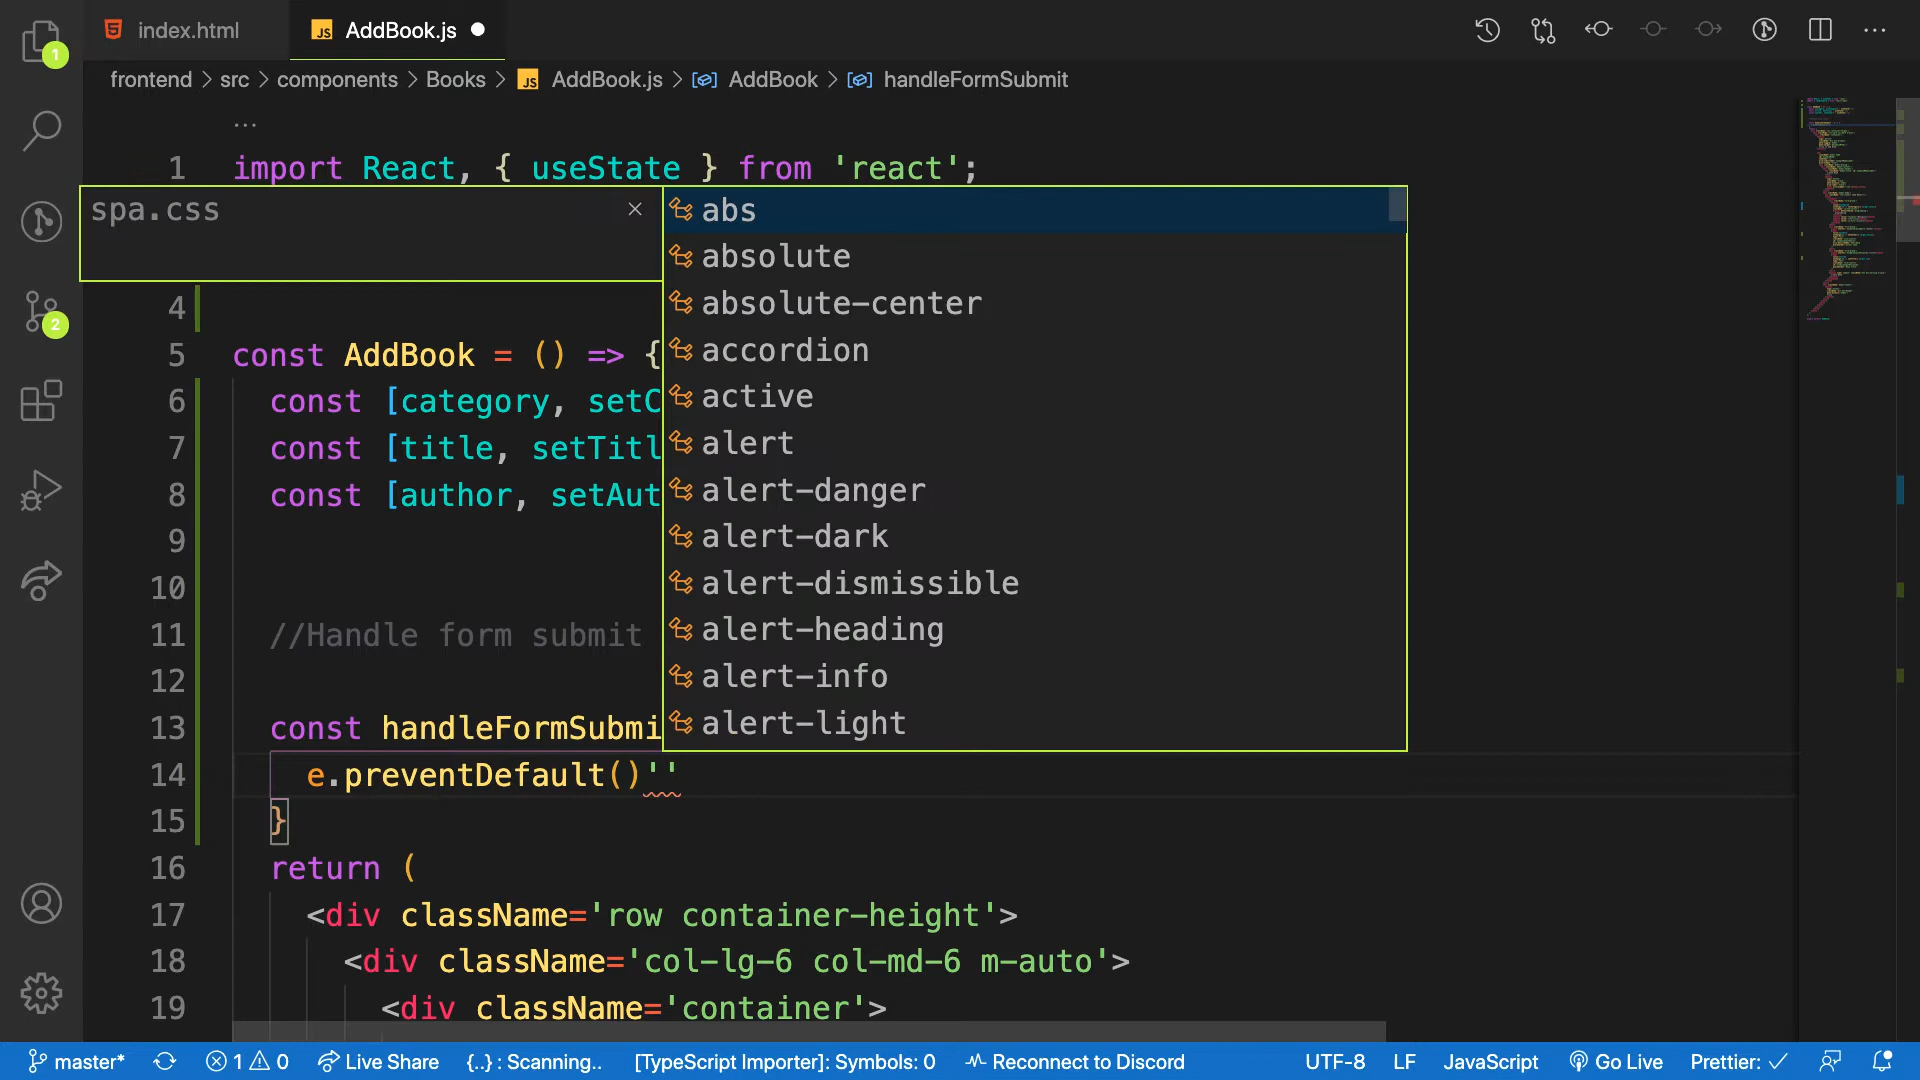 1
index.html
JS AddBook.js
frontend > src > components > Books > JS AddBook.js > AddBook > handleFormSubmit
...
1 import React, { useState } from 'react';
spa.css
abs
absolute
absolute-center
accordion
active
alert
alert-danger
alert-dark
alert-dismissible
alert-heading
alert-info
alert-light
2
4
5 const AddBook = () => {
6 const [category, setC
7 const [title, setTitl
8 const [author, setAut
9
10
11 //Handle form submit
12
13 const handleFormSubmi
14 e.preventDefault()''
15 }
16 return (
17 <div className='row container-height'>
18 <div className='col-lg-6 col-md-6 m-auto'>
19 <div className='container'>
master* 1 0 Live Share {..} : Scanning.. [TypeScript Importer]: Symbols: 0 Reconnect to Discord UTF-8 LF JavaScript Go Live Prettier: ✓